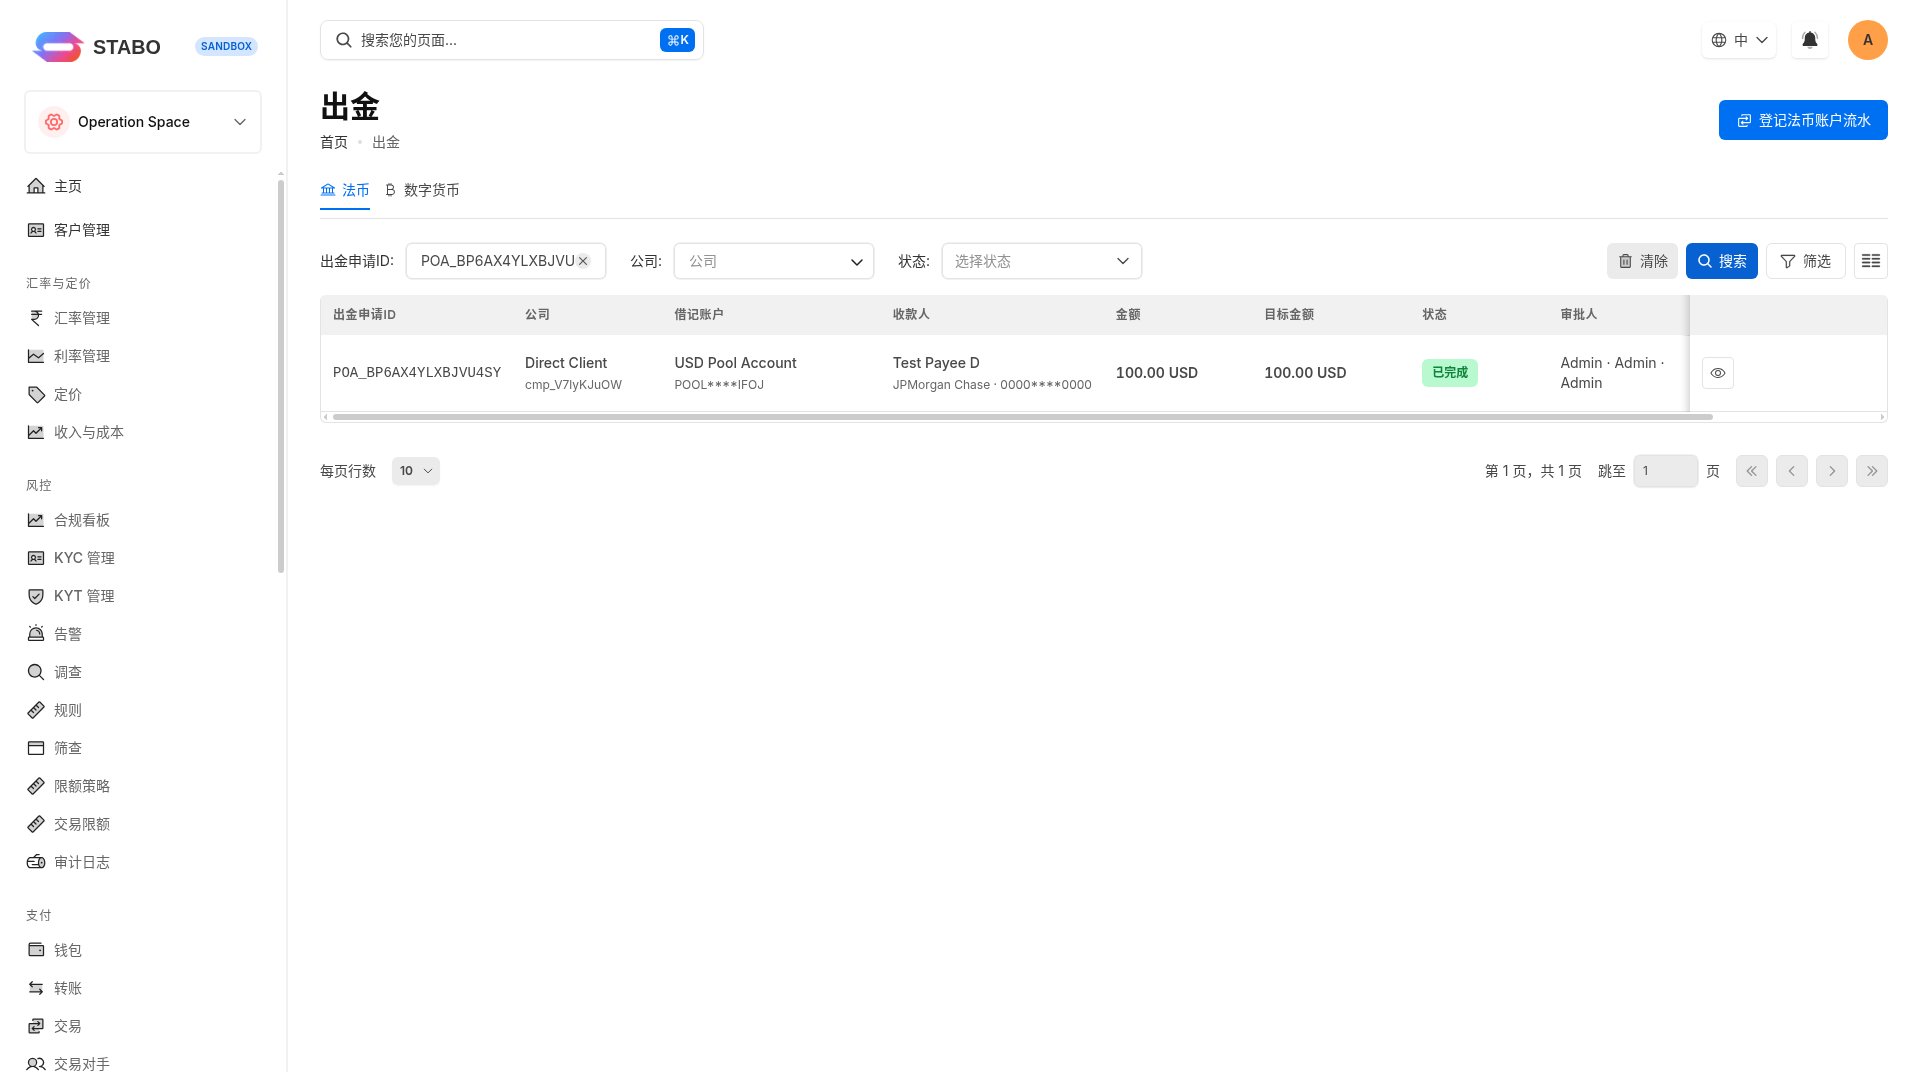 STABO
SANDBOX
搜索您的页面...
⌘K
中
A
Operation Space
主页
客户管理
汇率与定价
汇率管理
利率管理
定价
收入与成本
风控
合规看板
KYC 管理
KYT 管理
告警
调查
规则
筛查
限额策略
交易限额
审计日志
支付
钱包
转账
交易
交易对手
出金
首页 • 出金
登记法币账户流水
法币 数字货币
出金申请ID: POA_BP6AX4YLXBJVU 公司: 公司 状态: 选择状态 清除 搜索 筛选
出金申请ID 公司 借记账户 收款人 金额 目标金额 状态 审批人
POA_BP6AX4YLXBJVU4SY Direct Client USD Pool Account Test Payee D 100.00 USD 100.00 USD 已完成 Admin · Admin ·
cmp_V7IyKJuOW POOL****IFOJ JPMorgan Chase · 0000****0000 Admin
每页行数 10 第 1 页，共 1 页 跳至 1 页